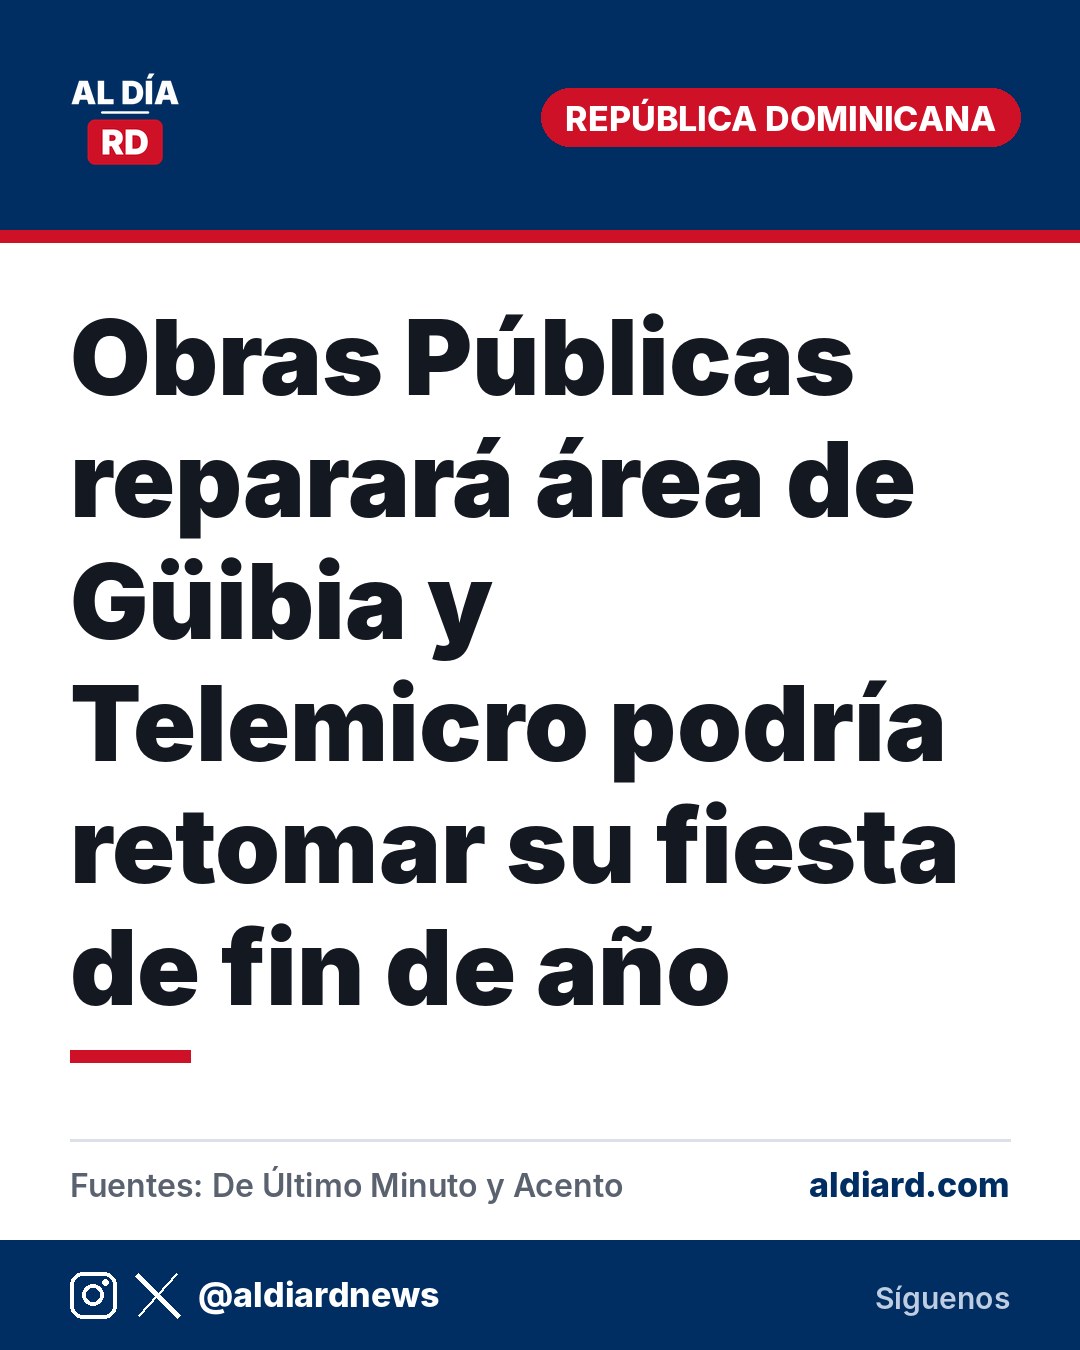 AL DÍA
RD
REPÚBLICA DOMINICANA
Obras Públicas
reparará área de
Güibia y
Telemicro podría
retomar su fiesta
de fin de año
Fuentes: De Último Minuto y Acento
aldiard.com
@aldiardnews
Síguenos